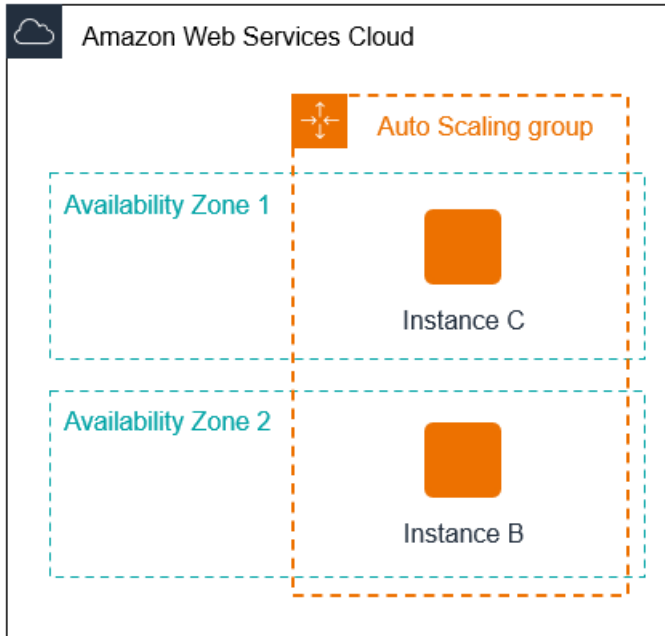 Amazon Web Services Cloud
Auto Scaling group
Availability Zone 1
Instance C
Availability Zone 2
Instance B